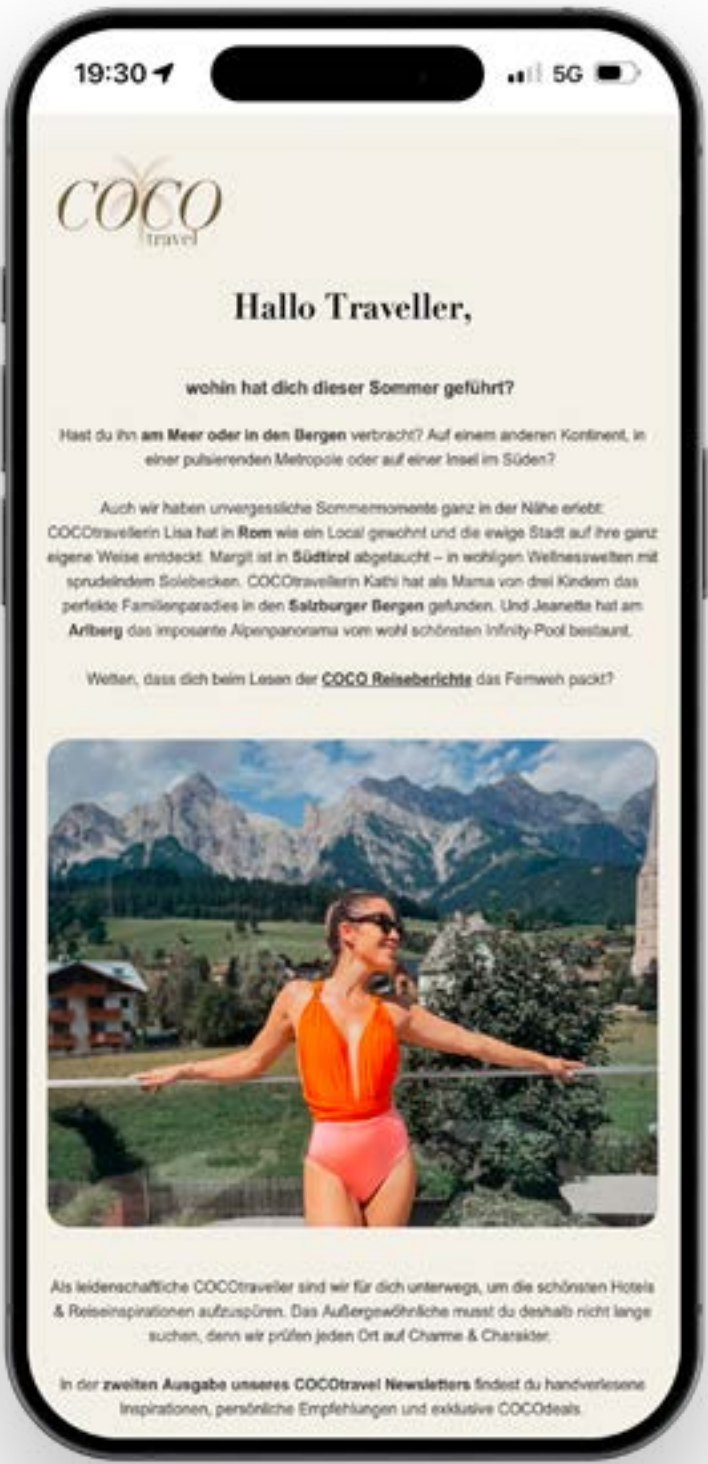 19:30
5G
COCO
travel
Hallo Traveller,
wohin hat dich dieser Sommer geführt?
Hast du ihn am Meer oder in den Bergen verbracht? Auf einem anderen Kontinent, in
einer pulsierenden Metropole oder auf einer Insel im Süden?
Auch wir haben unvergessliche Sommermomente ganz in der Nähe erlebt:
COCOtravellerin Lisa hat in Rom wie ein Local gewohnt und die ewige Stadt auf ihre ganz
eigene Weise entdeckt. Margit ist in Südtirol abgetaucht – in wohligen Wellnesswelten mit
sprudelndem Solebecken. COCOtravellerin Kathi hat als Mama von drei Kindern das
perfekte Familienparadies in den Salzburger Bergen gefunden. Und Jeanette hat am
Arlberg das imposante Alpenpanorama vom wohl schönsten Infinity-Pool bestaunt.
Wetten, dass dich beim Lesen der COCO Reiseberichte das Fernweh packt?
Als leidenschaftliche COCOtraveller sind wir für dich unterwegs, um die schönsten Hotels
& Reiseinspirationen aufzuspüren. Das Außergewöhnliche musst du deshalb nicht lange
suchen, denn wir prüfen jeden Ort auf Charme & Charakter.
In der zweiten Ausgabe unseres COCOtravel Newsletters findest du handverlesene
Inspirationen, persönliche Empfehlungen und exklusive COCOdeals.